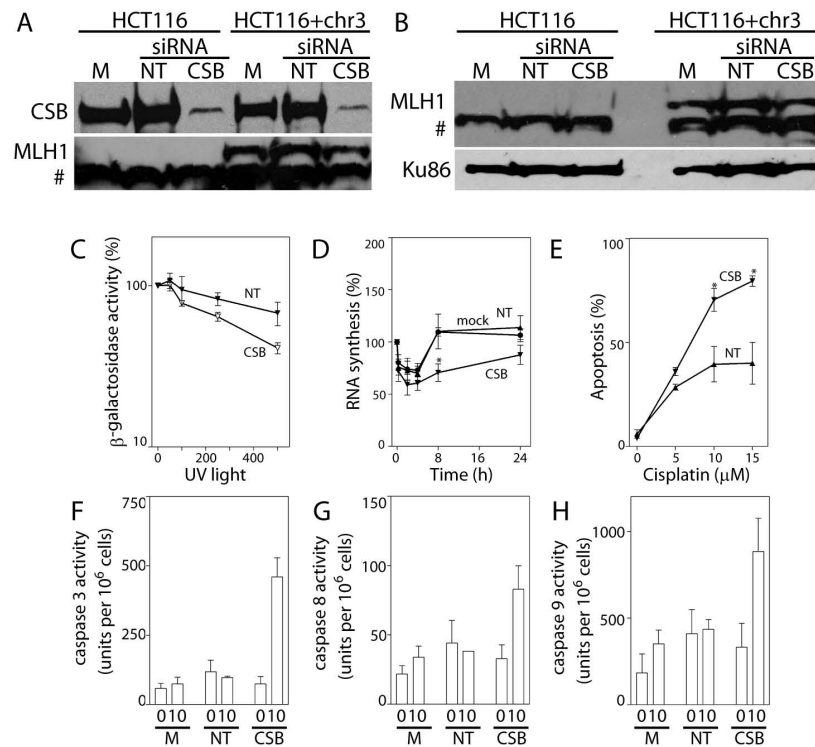 A
HCT116 HCT116+chr3
siRNA siRNA
M NT CSB M NT CSB
CSB
MLH1
#
B
HCT116 HCT116+chr3
siRNA siRNA
M NT CSB M NT CSB
MLH1
#
Ku86
C
β-galactosidase activity (%)
100
10
NT
CSB
0 200 400
UV light
D
RNA synthesis (%)
200
150
100
50
0
mock
NT
*
CSB
0 4 8 12 16 20 24
Time (h)
E
Apoptosis (%)
100
50
0
CSB
*
*
NT
0 5 10 15
Cisplatin (μM)
F
caspase 3 activity
(units per 10⁶ cells)
750
500
250
0
010 010 010
M NT CSB
G
caspase 8 activity
(units per 10⁶ cells)
150
100
50
0
010 010 010
M NT CSB
H
caspase 9 activity
(units per 10⁶ cells)
1000
500
0
010 010 010
M NT CSB